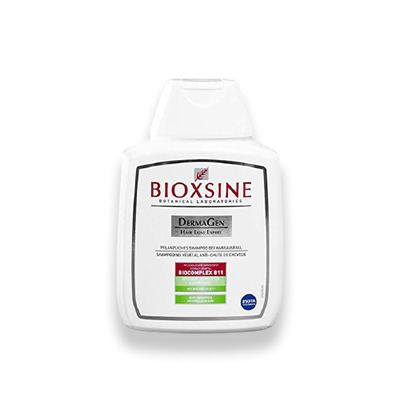 BIOXSINE
BOTANICAL LABORATORIES
DERMAGEN
HAIR LOSS EXPERT
PFLANZLICHES SHAMPOO BEI HAARAUSFALL
SHAMPOOING VÉGÉTAL ANTI-CHUTE DE CHEVEUX
BIOCOMPLEX B11
BIOTA